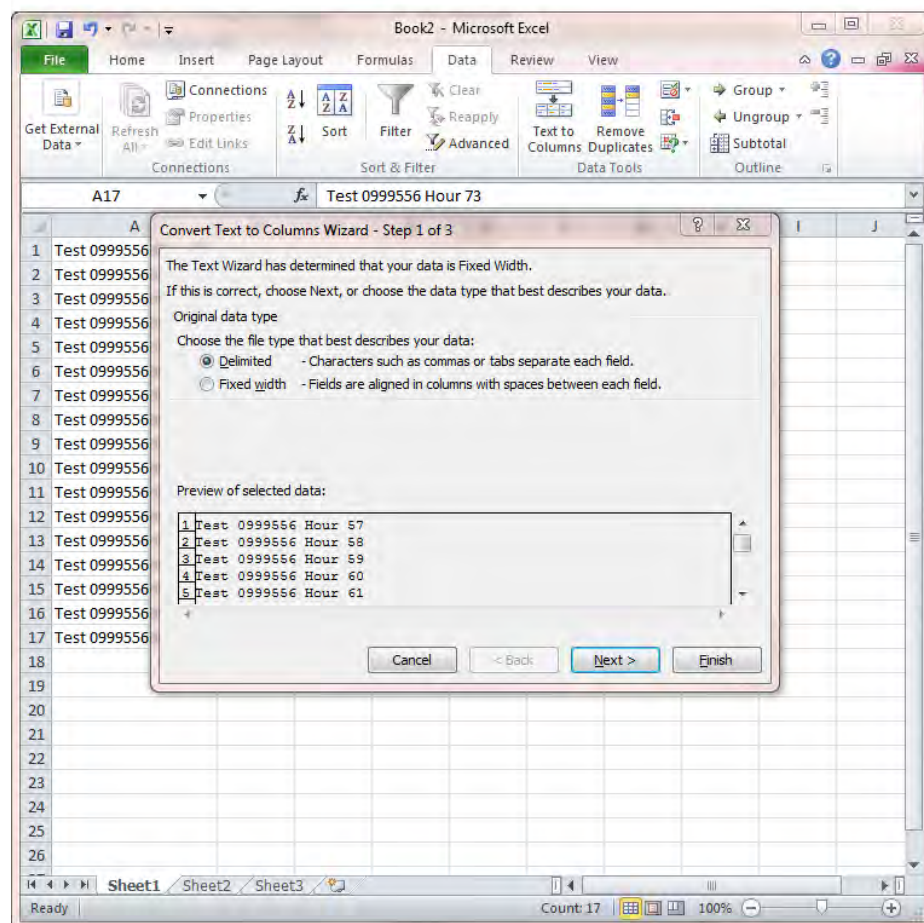 Book2 - Microsoft Excel
File Home Insert Page Layout Formulas Data Review View
Get External Data
Refresh All
Connections
Properties
Edit Links
Connections
Sort
Filter
Clear
Reapply
Advanced
Sort & Filter
Text to Columns
Remove Duplicates
Data Tools
Group
Ungroup
Subtotal
Outline
A17 fx Test 0999556 Hour 73
A I J
Convert Text to Columns Wizard - Step 1 of 3
The Text Wizard has determined that your data is Fixed Width.
If this is correct, choose Next, or choose the data type that best describes your data.
Original data type
Choose the file type that best describes your data:
Delimited - Characters such as commas or tabs separate each field.
Fixed width - Fields are aligned in columns with spaces between each field.
Preview of selected data:
1 Test 0999556 Hour 57
2 Test 0999556 Hour 58
3 Test 0999556 Hour 59
4 Test 0999556 Hour 60
5 Test 0999556 Hour 61
Cancel < Back Next > Finish
1 Test 0999556
2 Test 0999556
3 Test 0999556
4 Test 0999556
5 Test 0999556
6 Test 0999556
7 Test 0999556
8 Test 0999556
9 Test 0999556
10 Test 0999556
11 Test 0999556
12 Test 0999556
13 Test 0999556
14 Test 0999556
15 Test 0999556
16 Test 0999556
17 Test 0999556
18
19
20
21
22
23
24
25
26
Sheet1 Sheet2 Sheet3
Ready Count: 17 100%